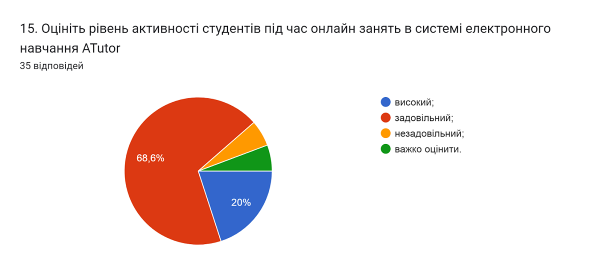 15. Оцініть рівень активності студентів під час онлайн занять в системі електронного
навчання ATutor
35 відповідей
високий;
задовільний;
незадовільний;
важко оцінити.
68,6%
20%